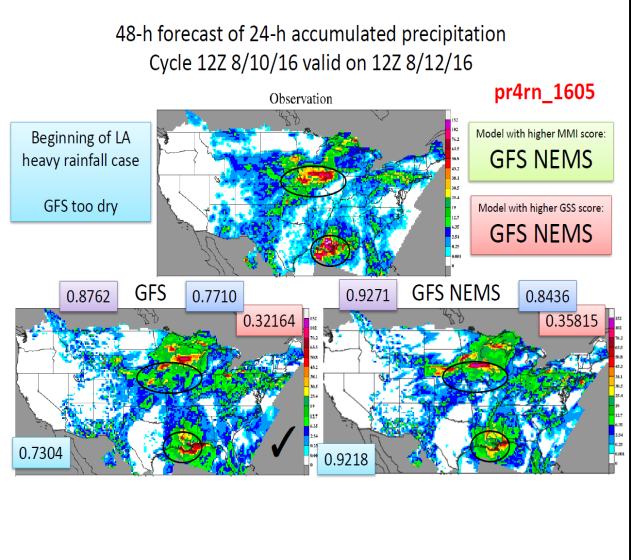 48-h forecast of 24-h accumulated precipitation
Cycle 12Z 8/10/16 valid on 12Z 8/12/16
pr4rn_1605
Observation
Beginning of LA
heavy rainfall case
GFS too dry
Model with higher MMI score:
GFS NEMS
Model with higher GSS score:
GFS NEMS
0.8762
GFS
0.7710
0.32164
0.9271
GFS NEMS
0.8436
0.35815
0.7304
✓
0.9218